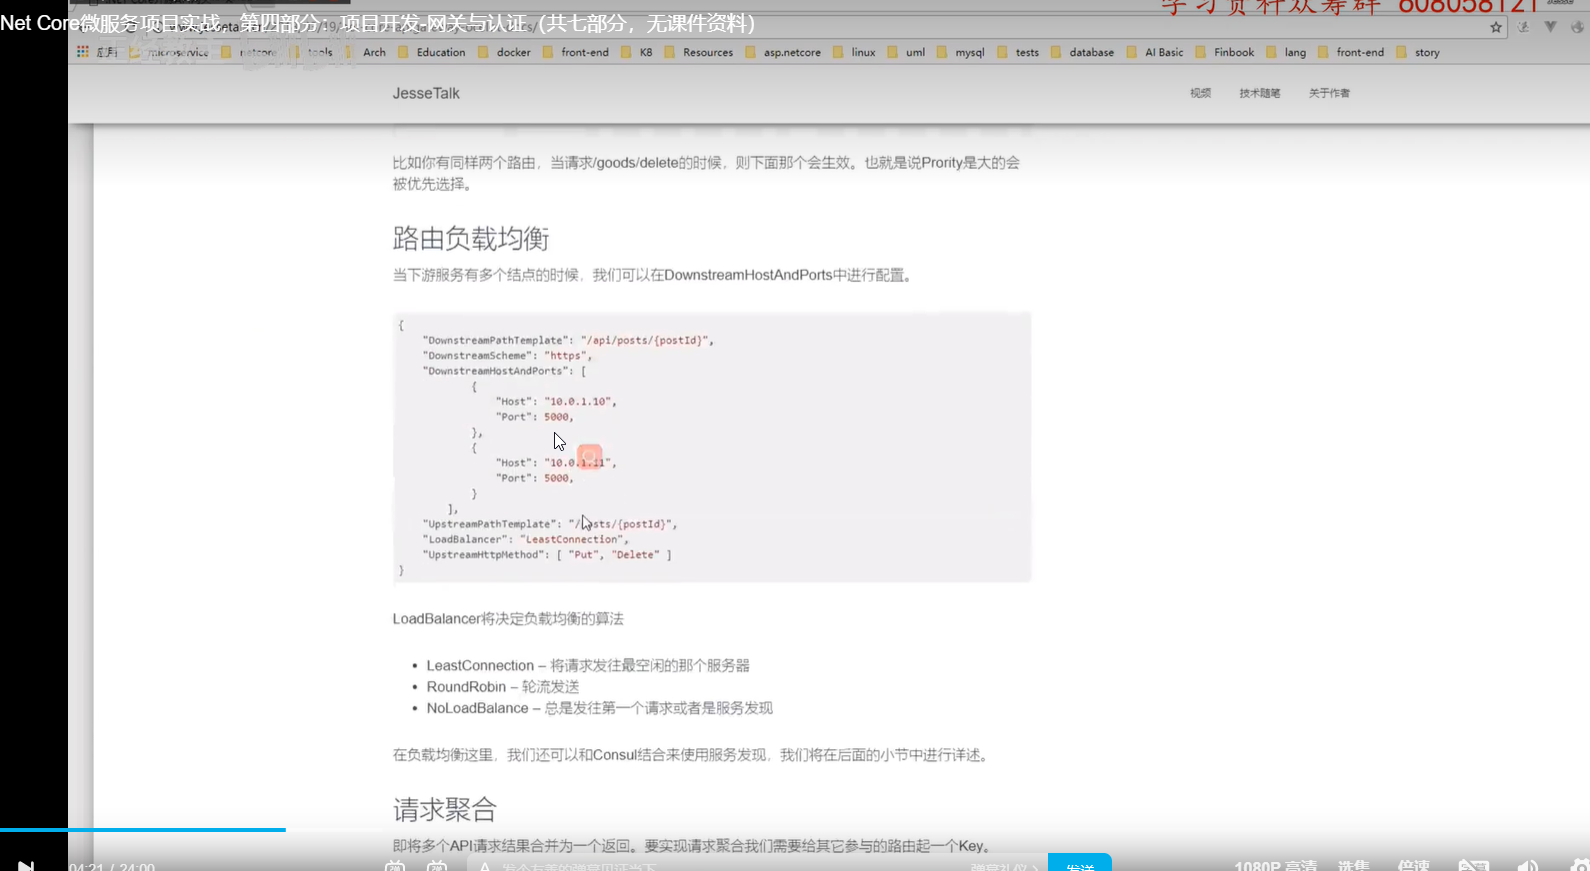 Net Core微服务项目实战，第四部分：项目开发-网关与认证（共七部分，无课件资料）
学习资料众筹群 608058121
应用 microservice netcore tools Arch Education docker front-end K8 Resources asp.netcore linux uml mysql tests database AI Basic Finbook lang front-end story
JesseTalk 视频 技术随笔 关于作者
比如你有同样两个路由，当请求/goods/delete的时候，则下面那个会生效。也就是说Prority是大的会
被优先选择。
路由负载均衡
当下游服务有多个结点的时候，我们可以在DownstreamHostAndPorts中进行配置。
{
"DownstreamPathTemplate": "/api/posts/{postId}",
"DownstreamScheme": "https",
"DownstreamHostAndPorts": [
{
"Host": "10.0.1.10",
"Port": 5000,
},
{
"Host": "10.0.1.11",
"Port": 5000,
}
],
"UpstreamPathTemplate": "/posts/{postId}",
"LoadBalancer": "LeastConnection",
"UpstreamHttpMethod": [ "Put", "Delete" ]
}
LoadBalancer将决定负载均衡的算法
• LeastConnection – 将请求发往最空闲的那个服务器
• RoundRobin – 轮流发送
• NoLoadBalance – 总是发往第一个请求或者是服务发现
在负载均衡这里，我们还可以和Consul结合来使用服务发现，我们将在后面的小节中进行详述。
请求聚合
即将多个API请求结果合并为一个返回。要实现请求聚合我们需要给其它参与的路由起一个Key。
04:21 / 24:00 发个友善的弹幕见证当下 弹幕礼仪 发送 1080P 高清 选集 倍速